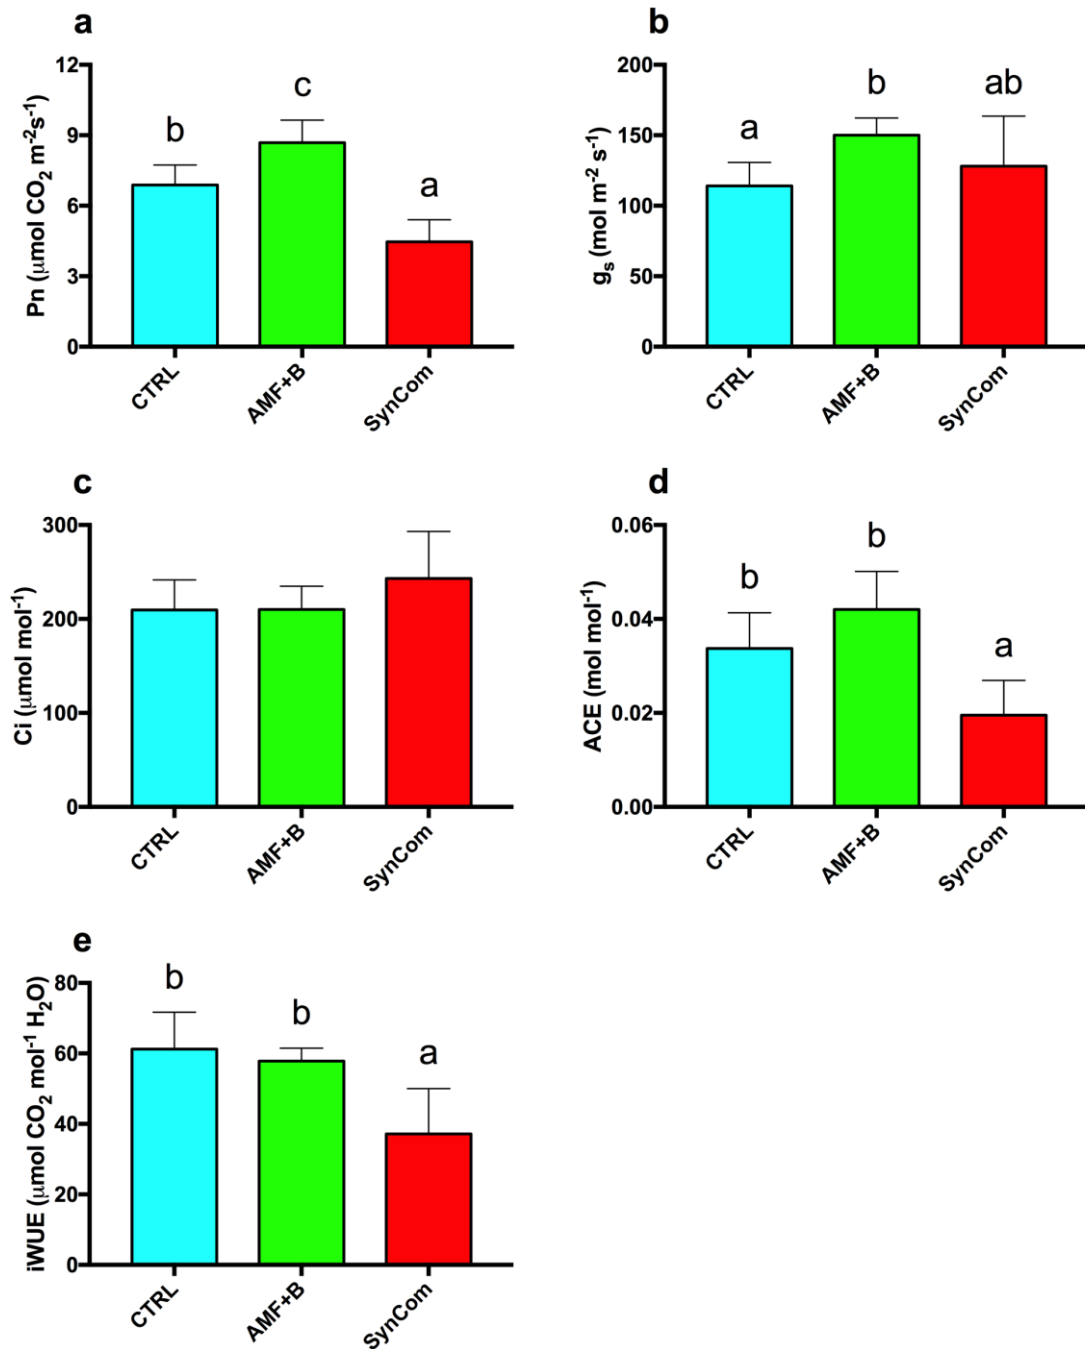 a
Pn (μmol CO₂ m⁻²s⁻¹)
12
9
6
3
0
b
c
a
CTRL
AMF+B
SynCom
b
gₛ (mol m⁻² s⁻¹)
200
150
100
50
0
a
b
ab
CTRL
AMF+B
SynCom
c
Ci (μmol mol⁻¹)
300
200
100
0
CTRL
AMF+B
SynCom
d
ACE (mol mol⁻¹)
0.06
0.04
0.02
0.00
b
b
a
CTRL
AMF+B
SynCom
e
iWUE (μmol CO₂ mol⁻¹ H₂O)
80
60
40
20
0
b
b
a
CTRL
AMF+B
SynCom